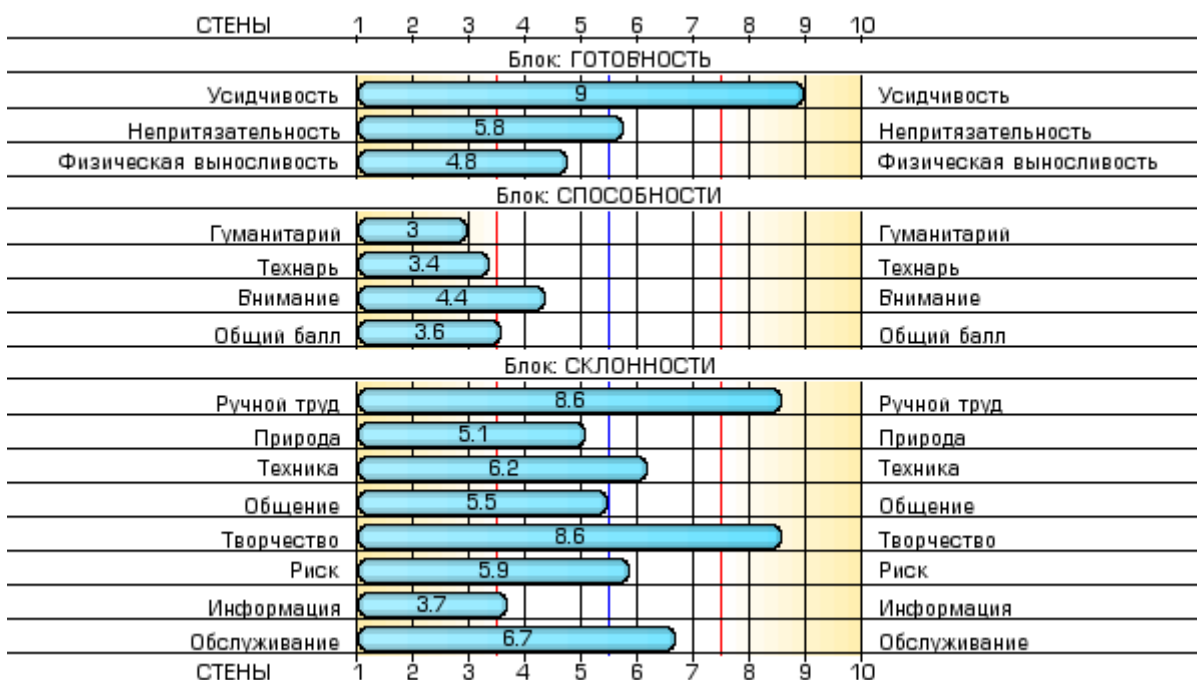 СТЕНЫ 1 2 3 4 5 6 7 8 9 10
Блок: ГОТОВНОСТЬ
Усидчивость 9 Усидчивость
Непритязательность 5.8 Непритязательность
Физическая выносливость 4.8 Физическая выносливость
Блок: СПОСОБНОСТИ
Гуманитарий 3 Гуманитарий
Технарь 3.4 Технарь
Внимание 4.4 Внимание
Общий балл 3.6 Общий балл
Блок: СКЛОННОСТИ
Ручной труд 8.6 Ручной труд
Природа 5.1 Природа
Техника 6.2 Техника
Общение 5.5 Общение
Творчество 8.6 Творчество
Риск 5.9 Риск
Информация 3.7 Информация
Обслуживание 6.7 Обслуживание
СТЕНЫ 1 2 3 4 5 6 7 8 9 10